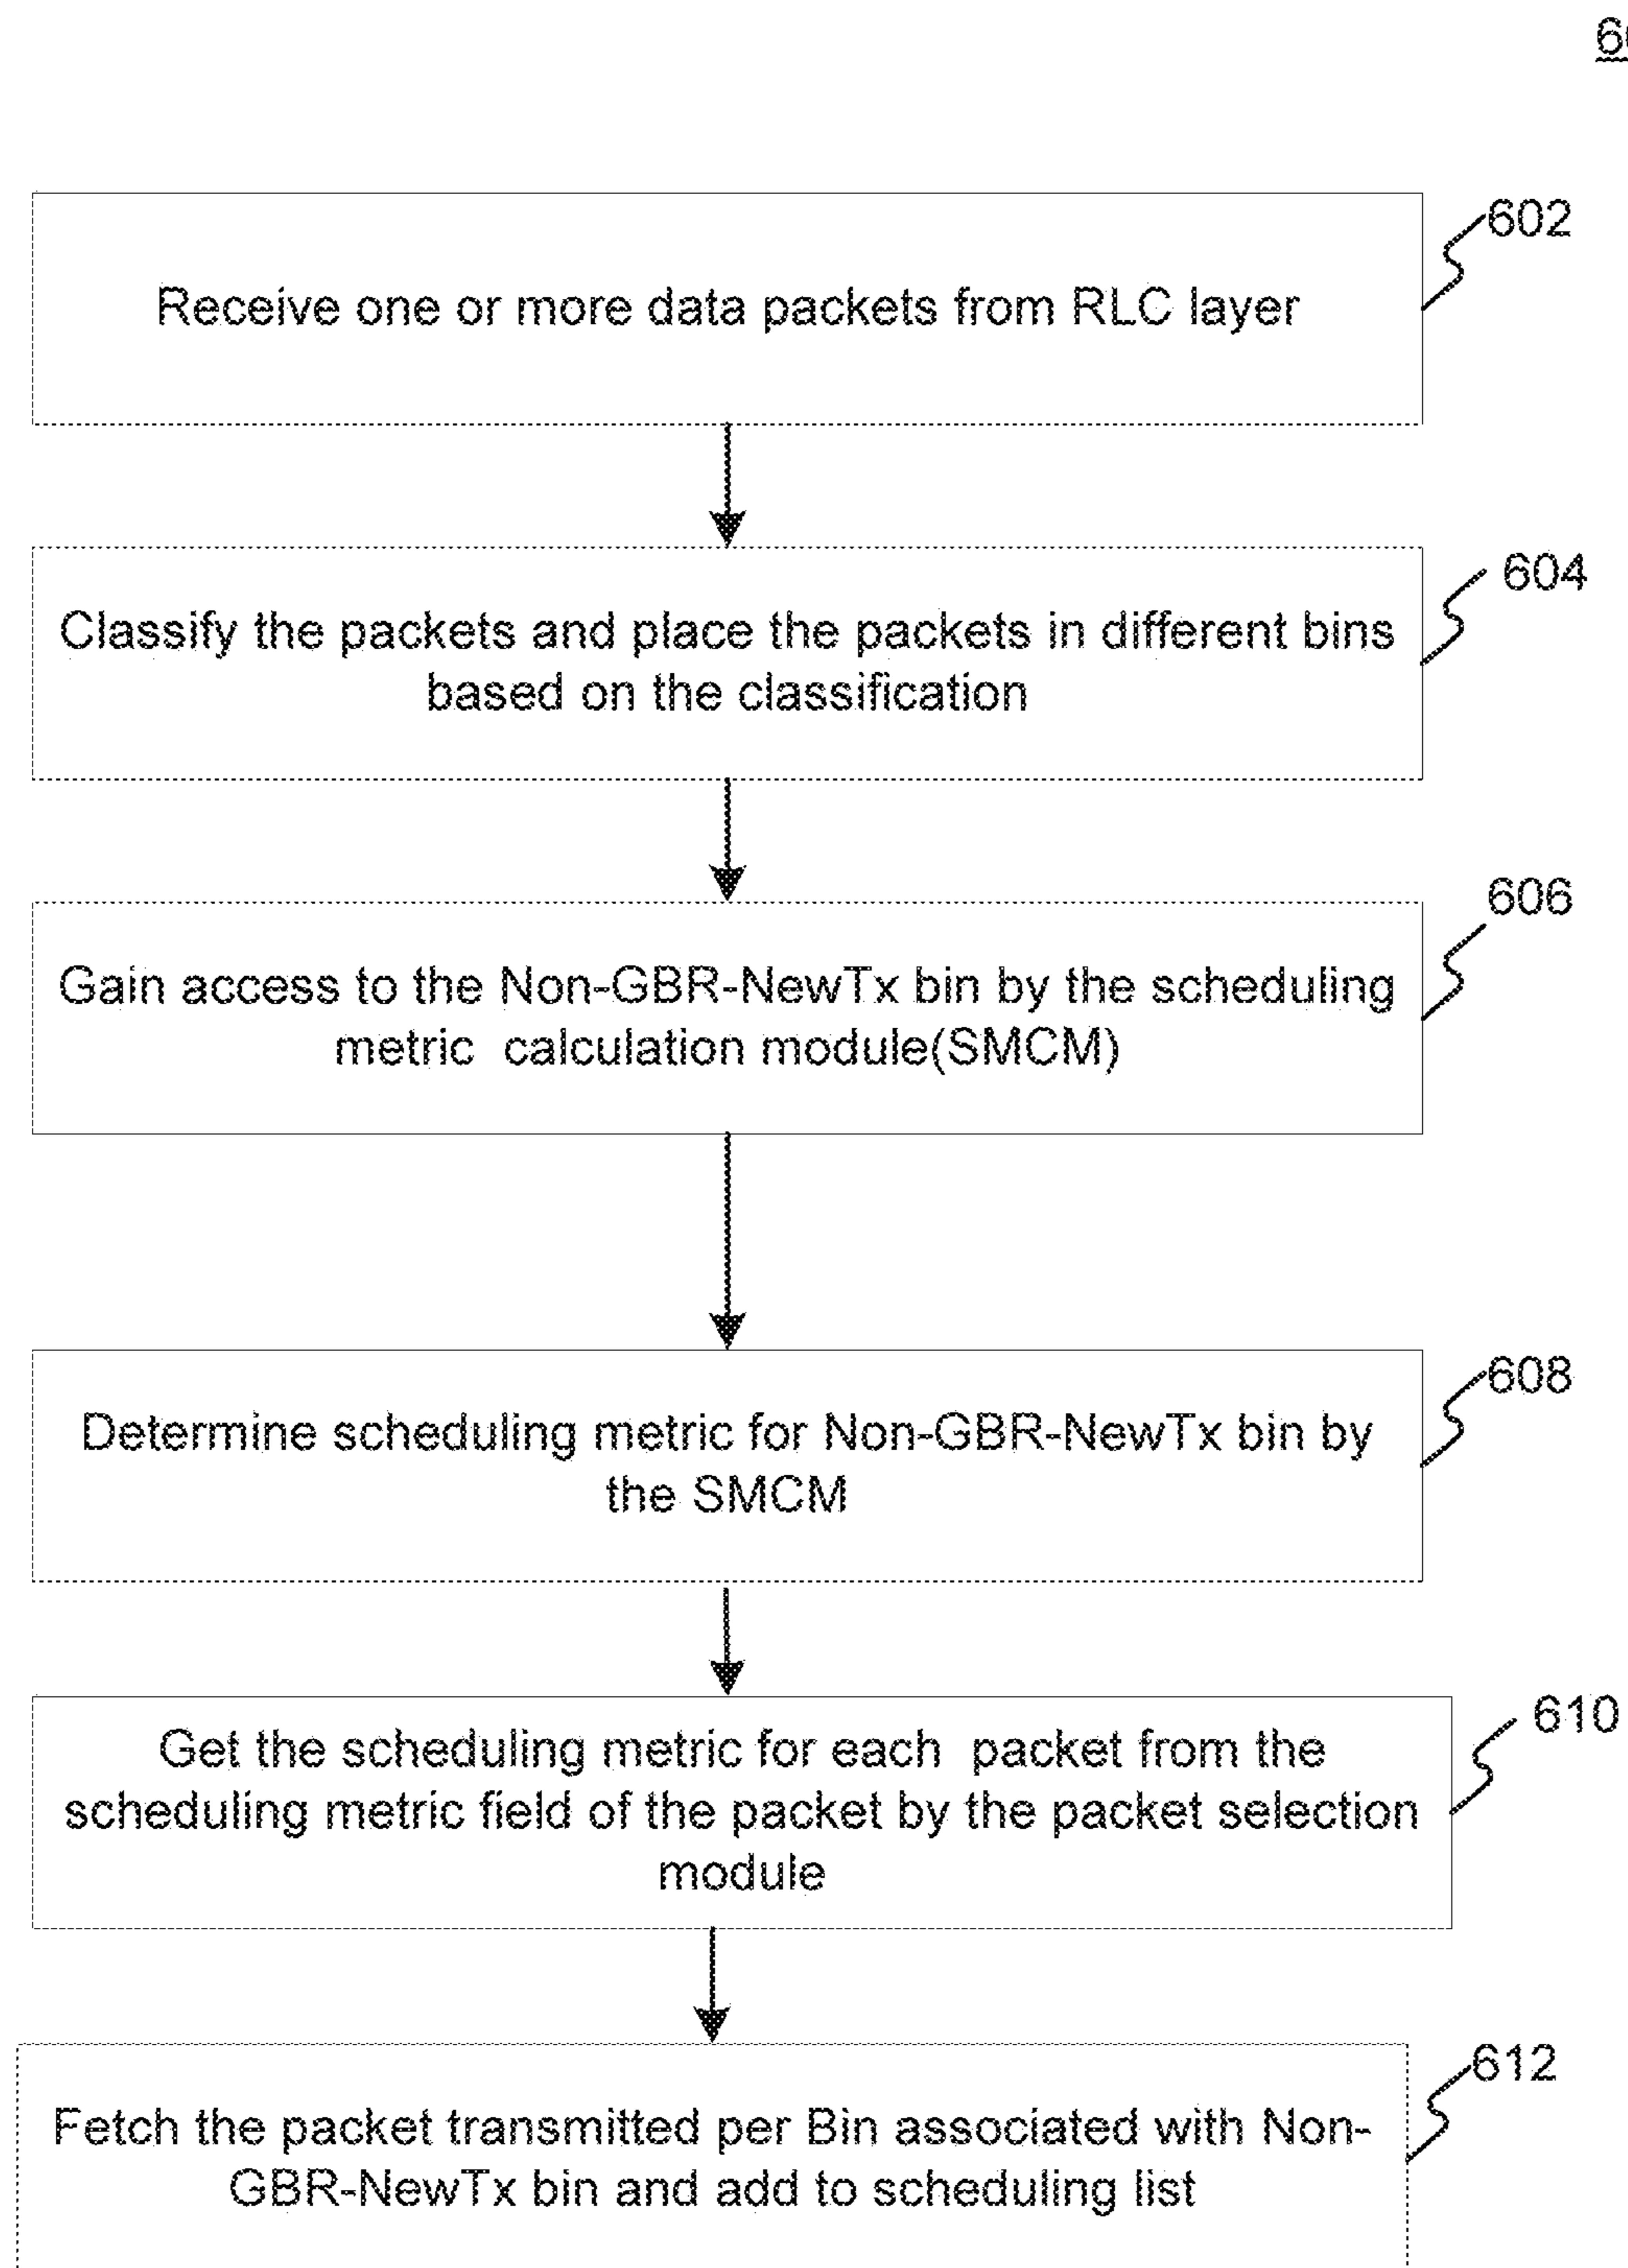 602
Receive one or more data packets from RLC layer
604
Classify the packets and place the packets in different bins
based on the classification
606
Gain access to the Non-GBR-NewTx bin by the scheduling
metric calculation module(SMCM)
608
Determine scheduling metric for Non-GBR-NewTx bin by
the SMCM
610
Get the scheduling metric for each packet from the
scheduling metric field of the packet by the packet selection
module
612
Fetch the packet transmitted per Bin associated with Non-
GBR-NewTx bin and add to scheduling list